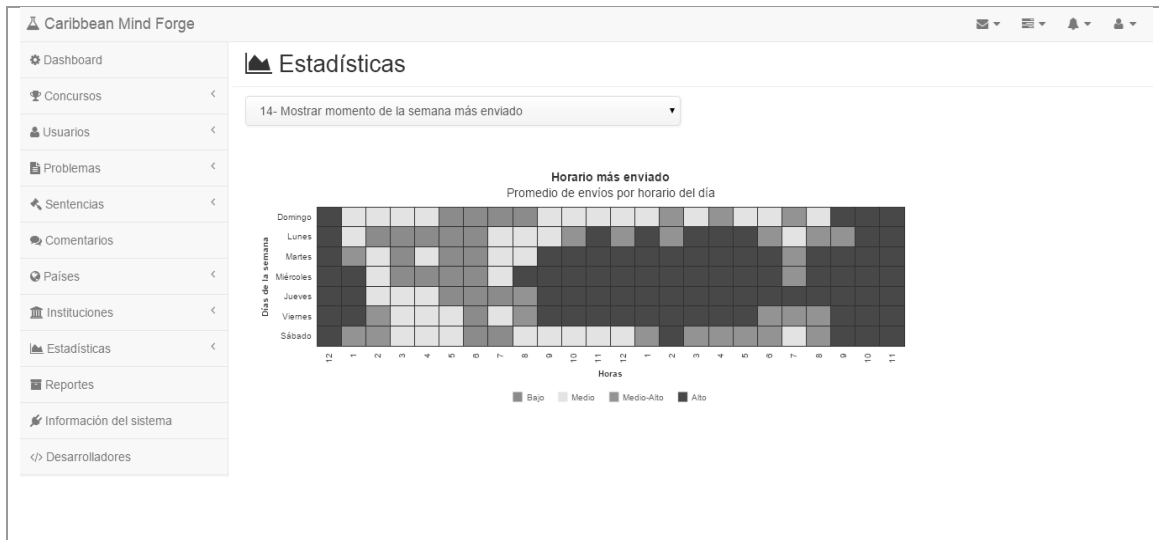 Caribbean Mind Forge
Dashboard
Concursos
Usuarios
Problemas
Sentencias
Comentarios
Países
Instituciones
Estadísticas
Reportes
Información del sistema
</> Desarrolladores
Estadísticas
14- Mostrar momento de la semana más enviado
Horario más enviado
Promedio de envíos por horario del día
Días de la semana
Domingo
Lunes
Martes
Miércoles
Jueves
Viernes
Sábado
12 1 2 3 4 5 6 7 8 9 10 11 12 1 2 3 4 5 6 7 8 9 10 11
Horas
Bajo Medio Medio-Alto Alto